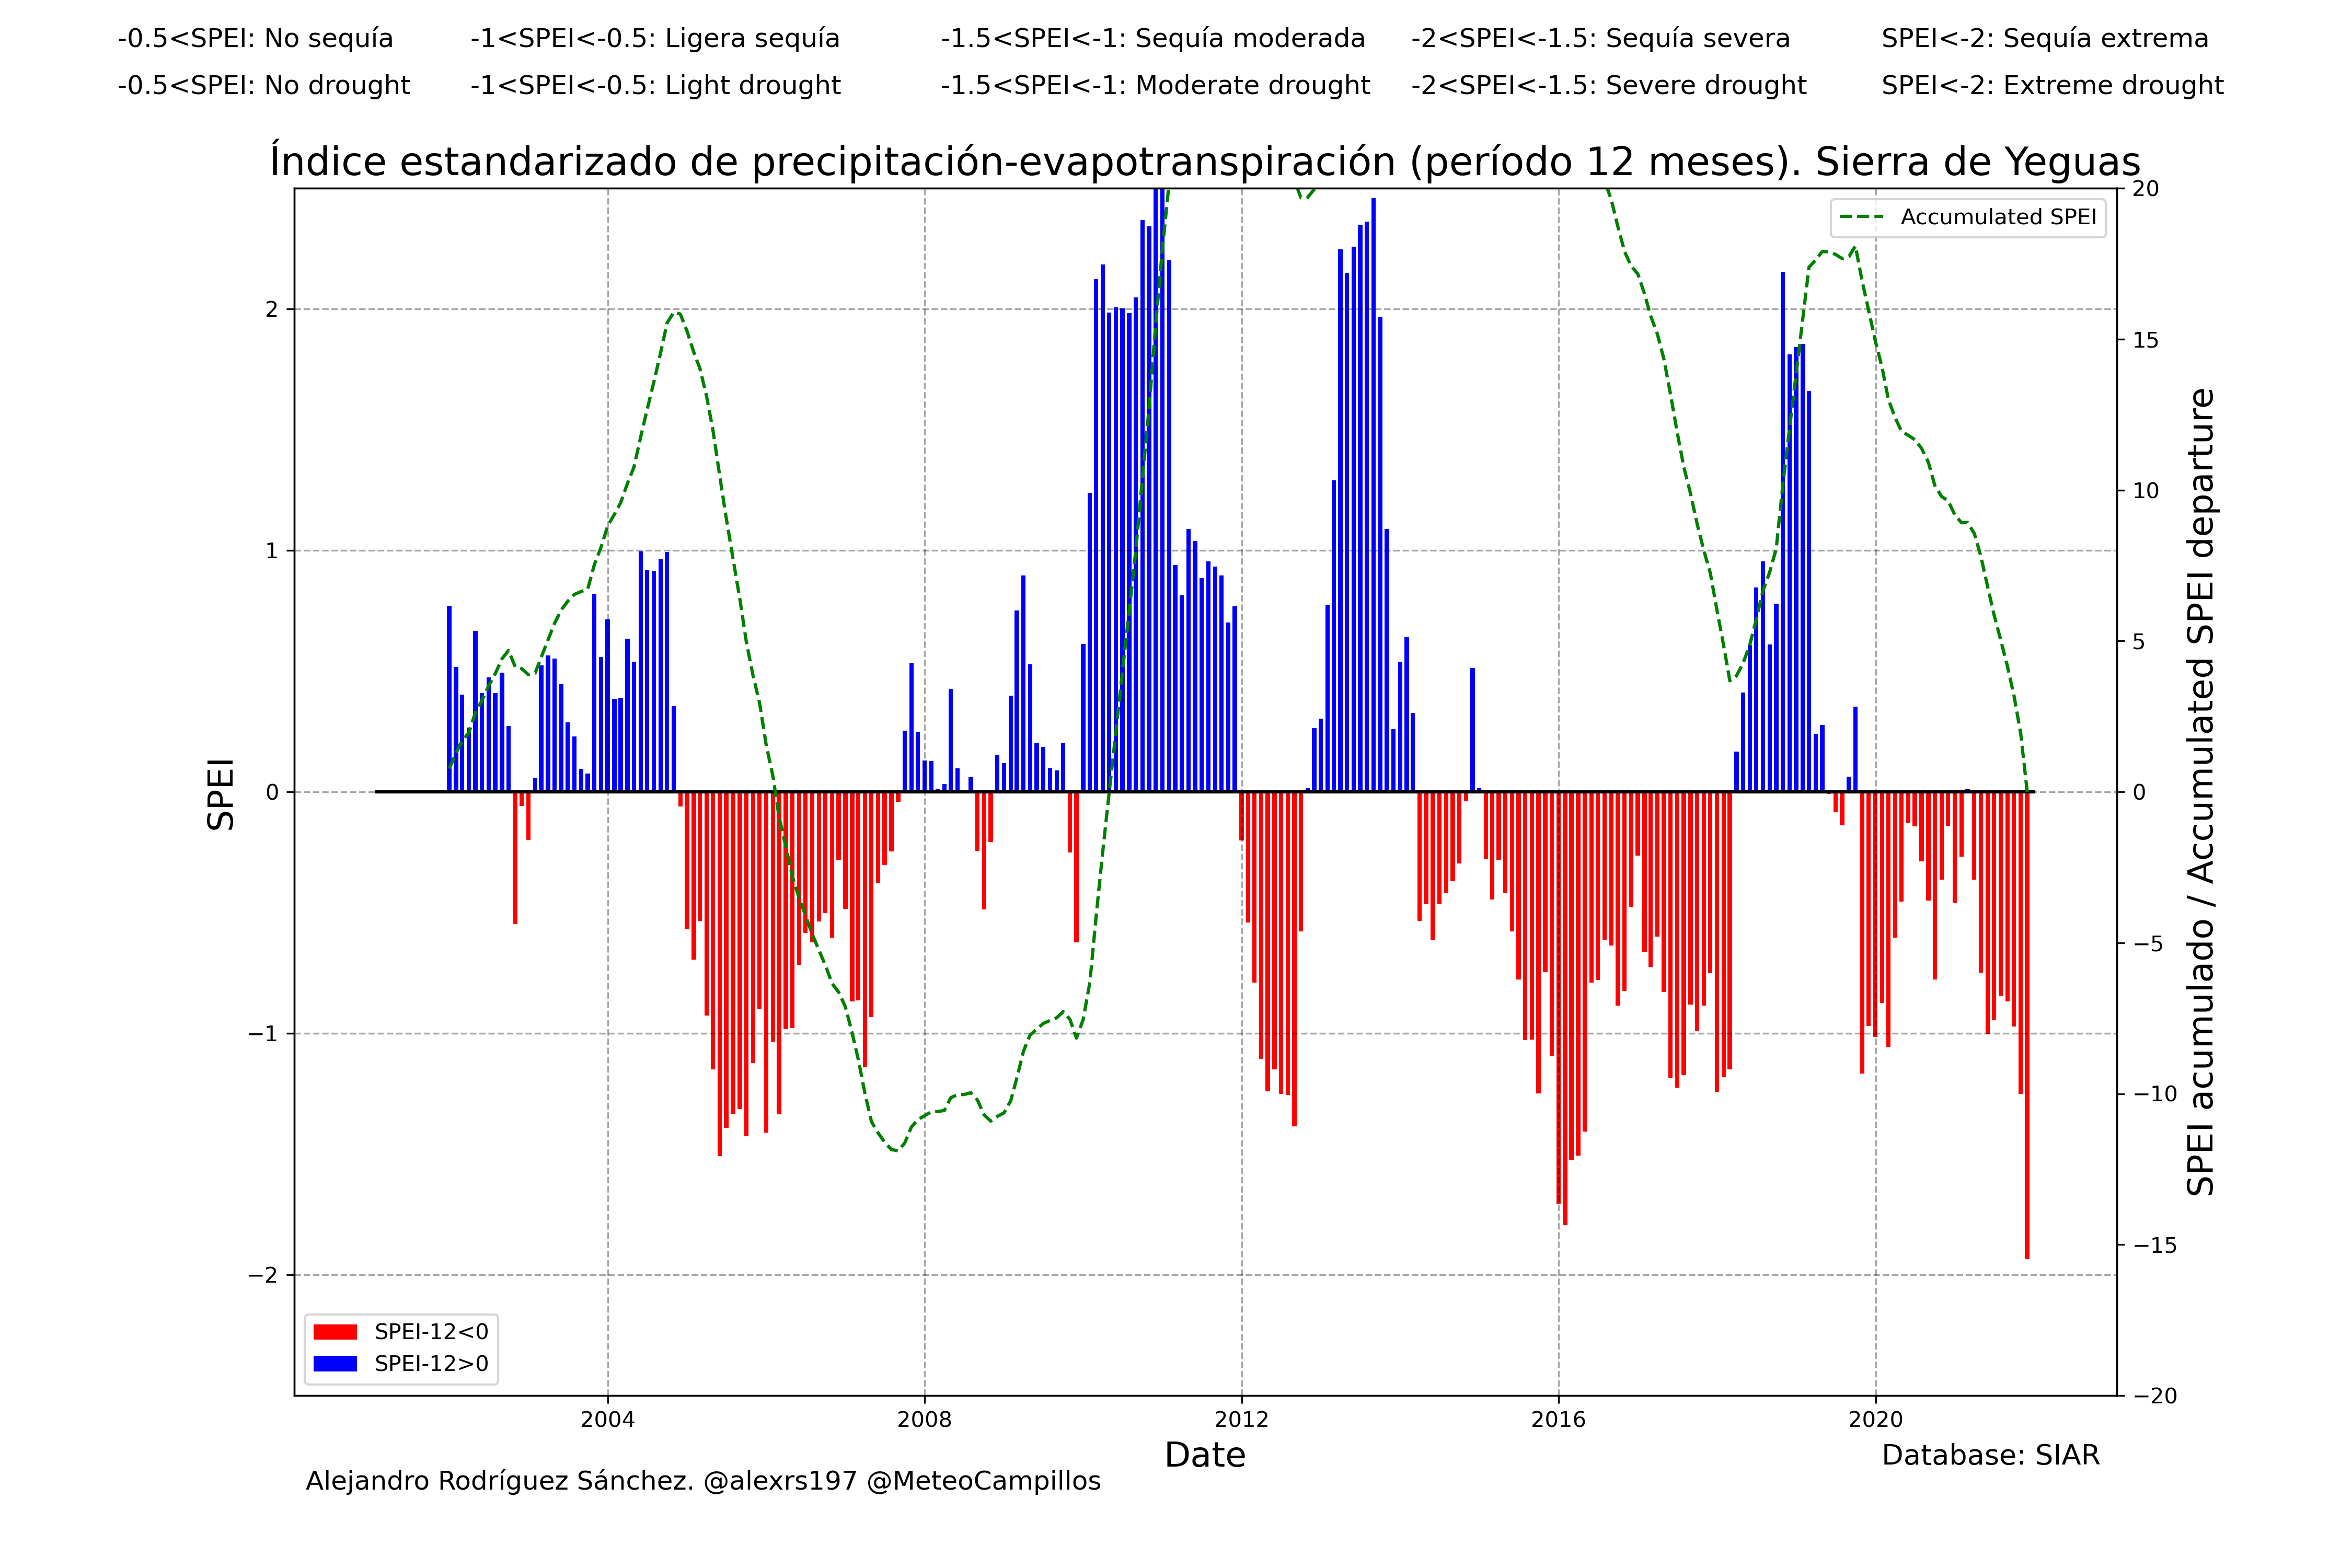 -0.5<SPEI: No sequía -1<SPEI<-0.5: Ligera sequía -1.5<SPEI<-1: Sequía moderada -2<SPEI<-1.5: Sequía severa SPEI<-2: Sequía extrema
-0.5<SPEI: No drought -1<SPEI<-0.5: Light drought -1.5<SPEI<-1: Moderate drought -2<SPEI<-1.5: Severe drought SPEI<-2: Extreme drought
Índice estandarizado de precipitación-evapotranspiración (período 12 meses). Sierra de Yeguas
Accumulated SPEI
SPEI
2
1
0
−1
−2
20
15
10
5
0
−5
−10
−15
−20
SPEI acumulado / Accumulated SPEI departure
SPEI-12<0
SPEI-12>0
2004 2008 2012 2016 2020
Date
Database: SIAR
Alejandro Rodríguez Sánchez. @alexrs197 @MeteoCampillos